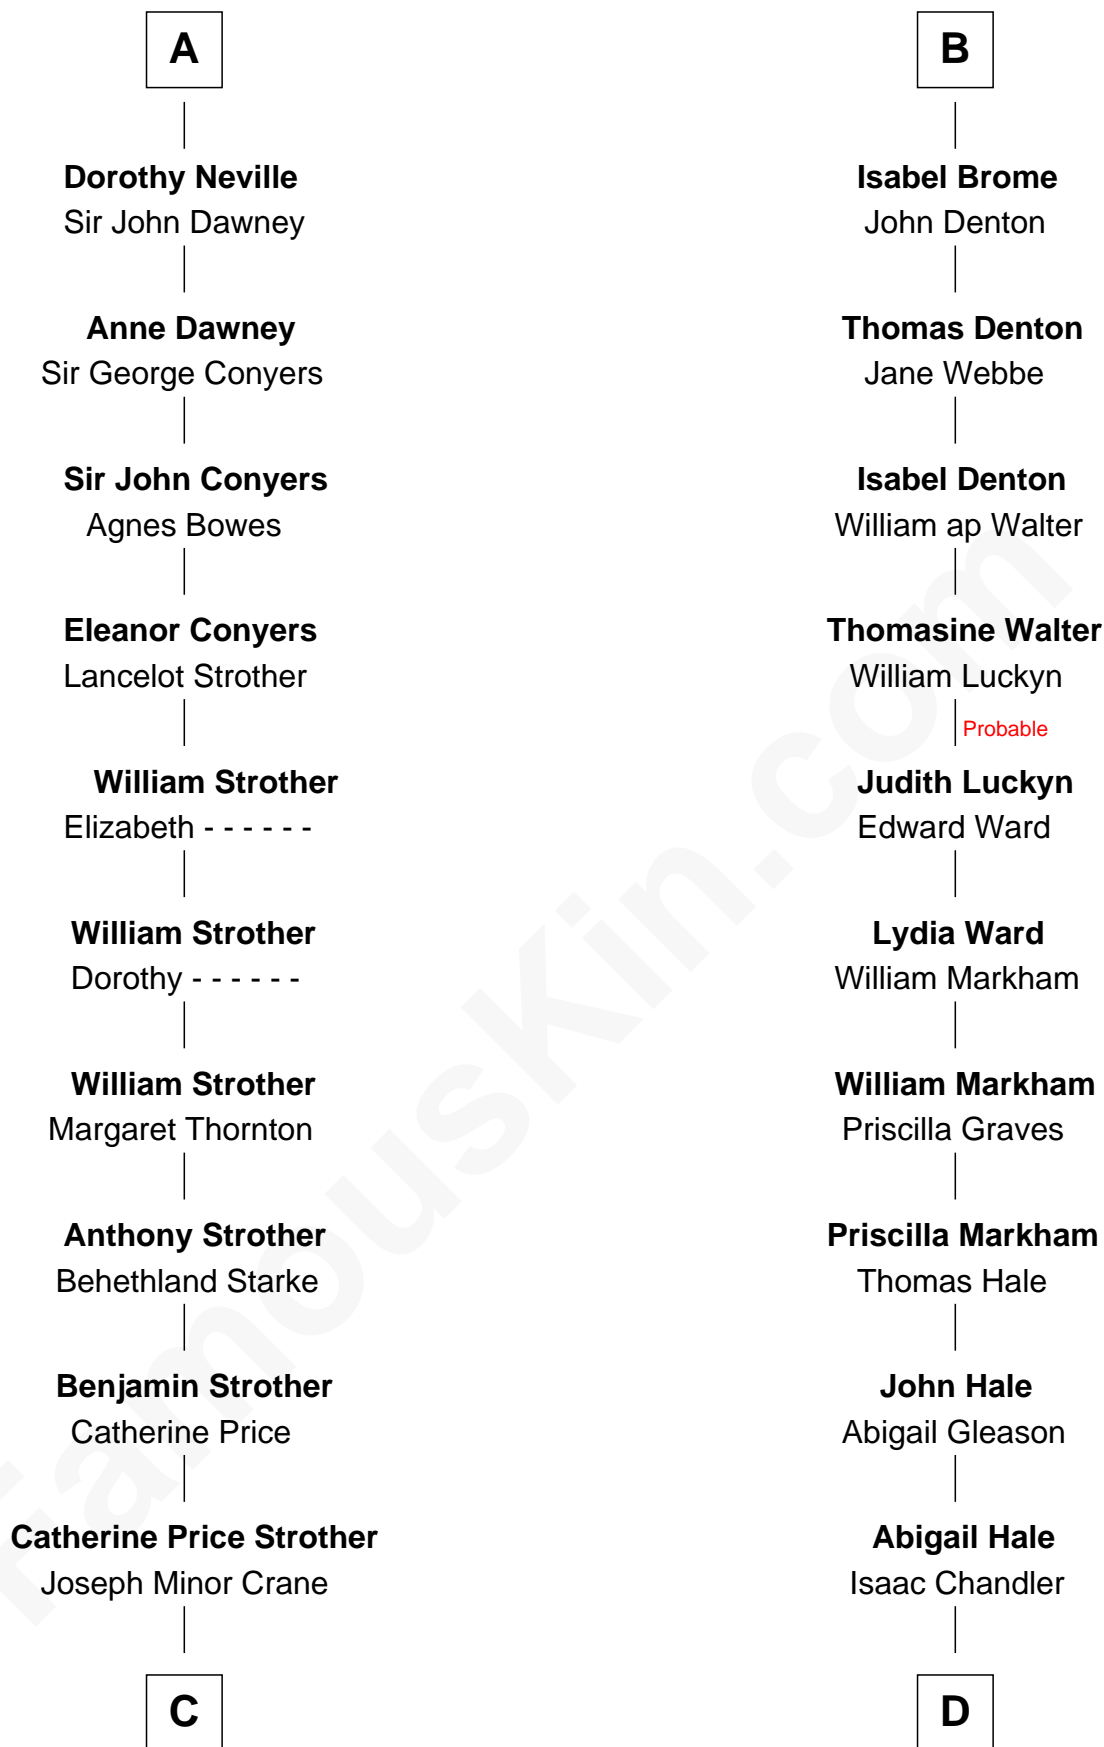 A
Dorothy Neville
Sir John Dawney
Anne Dawney
Sir George Conyers
Sir John Conyers
Agnes Bowes
Eleanor Conyers
Lancelot Strother
William Strother
Elizabeth - - - - - -
William Strother
Dorothy - - - - - -
William Strother
Margaret Thornton
Anthony Strother
Behethland Starke
Benjamin Strother
Catherine Price
Catherine Price Strother
Joseph Minor Crane
C
B
Isabel Brome
John Denton
Thomas Denton
Jane Webbe
Isabel Denton
William ap Walter
Thomasine Walter
William Luckyn
Probable
Judith Luckyn
Edward Ward
Lydia Ward
William Markham
William Markham
Priscilla Graves
Priscilla Markham
Thomas Hale
John Hale
Abigail Gleason
Abigail Hale
Isaac Chandler
D
FamousKin.com